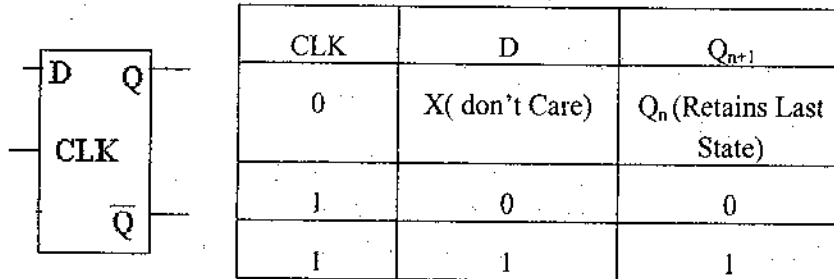 D Q
CLK
Q̅
CLK D Qₙ₊₁
0 X( don't Care) Qₙ (Retains Last
State)
1 0 0
1 1 1